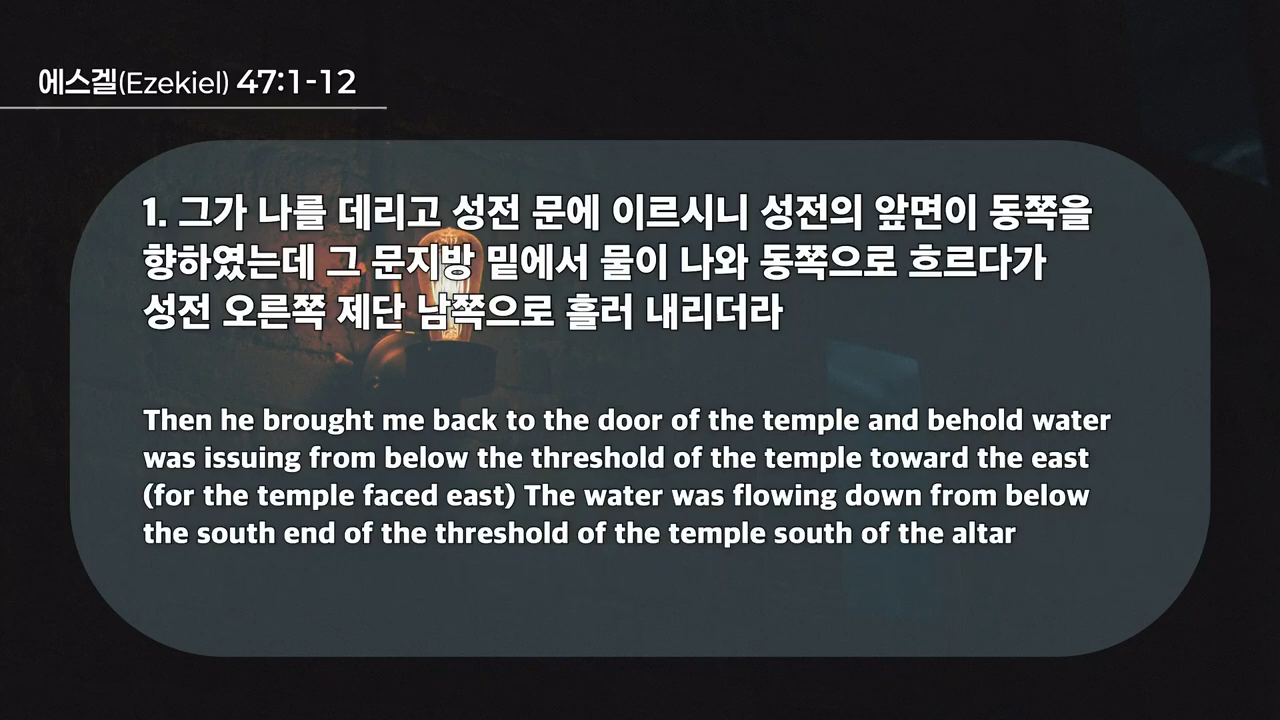 에스겔(Ezekiel) 47:1-12
1. 그가 나를 데리고 성전 문에 이르시니 성전의 앞면이 동쪽을
향하였는데 그 문지방 밑에서 물이 나와 동쪽으로 흐르다가
성전 오른쪽 제단 남쪽으로 흘러 내리더라
Then he brought me back to the door of the temple and behold water
was issuing from below the threshold of the temple toward the east
(for the temple faced east) The water was flowing down from below
the south end of the threshold of the temple south of the altar